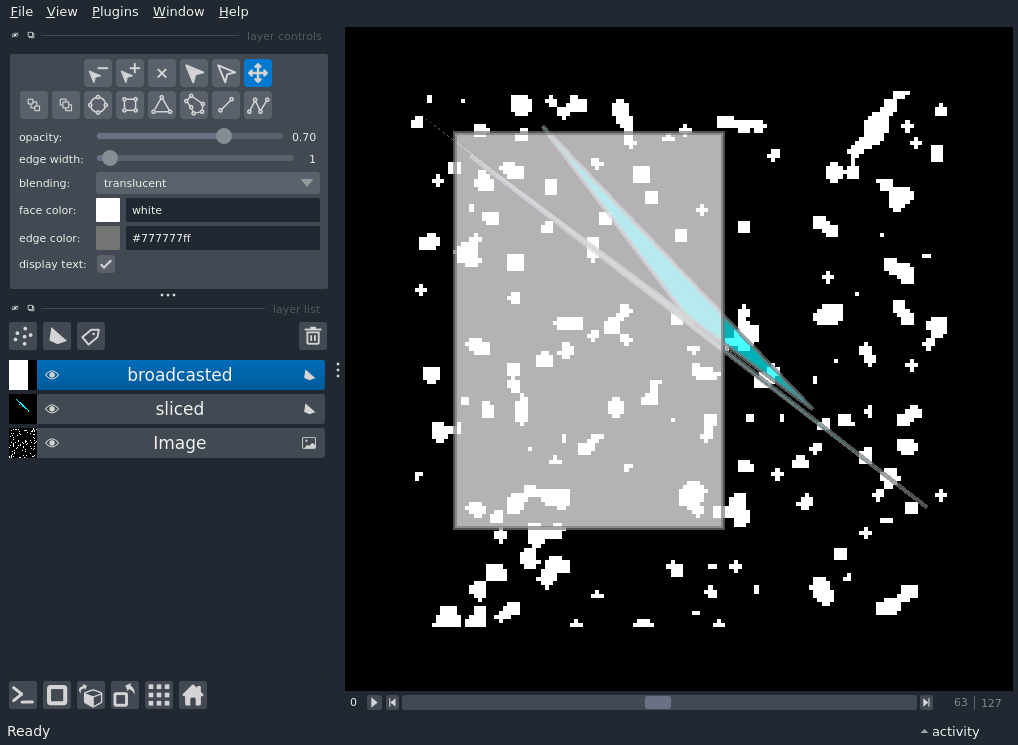 File View Plugins Window Help
layer controls
opacity: 0.70
edge width: 1
blending: translucent
face color: white
edge color: #777777ff
display text:
layer list
broadcasted
sliced
Image
0 63 127
Ready activity